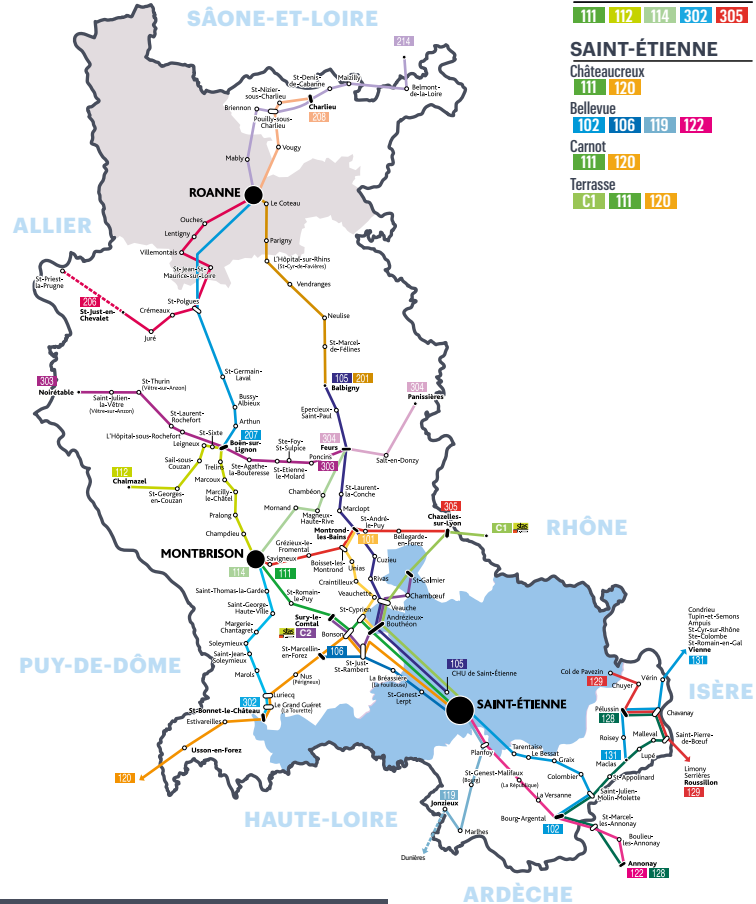 SÂONE-ET-LOIRE
111 112 114 302 305
SAINT-ÉTIENNE
Châteaucreux
111 120
Bellevue
102 106 119 122
Carnot
111 120
Terrasse
C1 111 120
214
St-Denis-
de-Cabanne
Mailly
Belmont-
de-la-Loire
St-Nizier-
sous-Charlieu
Charlieu
208
Briennon
Pouilly-sous-
Charlieu
Vougy
Mably
ROANNE
Le Coteau
ALLIER
Ouches
Lentigny
Villemontais
St-Jean-St-
Maurice-sur-Loire
Parigny
L'Hôpital-sur-Rhins
(St-Cyr-de-Favières)
Vendranges
St-Priest-
la-Prugne
206
St-Just-en-
Chevalet
Crémeaux
St-Polgues
Juré
Neulise
St-Marcel-
de-Félines
St-Germain-
Laval
105 201
Balbigny
303
Noirétable
St-Thurin
(Vêtre-sur-Anzon)
Saint-Julien-
la-Vêtre
(Vêtre-sur-Anzon)
Bussy-
Albieux
304
Panissières
Epercieux-
Saint-Paul
St-Laurent-
Rochefort
Arthun
L'Hôpital-sous-Rochefort
St-Sixte
Leigneux
207
Boën-sur-
Lignon
Ste-Foy-
St-Sulpice
304
Feurs
Poncins
303
Sail-sous-
Couzan
Trelins
Ste-Agathe-
la-Bouteresse
St-Etienne-
le-Molard
Salt-en-Donzy
112
Chalmazel
St-Georges-
en-Couzan
Marcoux
Marcilly-
le-Châtel
Chambéon
St-Laurent-
la-Conche
Mornand
Magneux-
Haute-Rive
Marclopt
305
Chazelles-
sur-Lyon
Pralong
St-André-
le-Puy
C1
stas
RHÔNE
Champdieu
Montrond-
les-Bains
101
Bellegarde-
en-Forez
MONTBRISON
Grézieux-le-
Fromental
Savigneux
114
111
Boisset-les-
Montrond
Unias
Cuzieu
Craintilleux
Rivas
St-Galmier
Saint-Thomas-la-Garde
St-Romain-
le-Puy
Veauchette
Chambœuf
Saint-George-
Haute-Ville
St-Cyprien
Veauche
Sury-le-
Comtal
Andrézieux-
Bouthéon
Margerie-
Chantagret
stas C2
Bonson
Condrieu
Tupin-et-Semons
Ampuis
St-Cyr-sur-Rhône
Ste-Colombe
St-Romain-en-Gal
Vienne
131
Soleymieux
Saint-Jean-
Soleymieux
St-Marcellin-
en-Forez
106
St-Just-
St-Rambert
PUY-DE-DÔME
Marols
Nus
(Périgneux)
La Béraissière
(La Fouillouse)
105
CHU de Saint-Étienne
Col de Pavezin
129
Chuyer
Vérin
ISÈRE
St-Genest-
Lerpt
302
St-Bonnet-le-Château
Luriecq
Le Grand Guéret
(La Tourette)
SAINT-ÉTIENNE
Pélussin
128
Chavanay
Estivareilles
Roisey
Malleval
Saint-Pierre-
de-Bœuf
Usson-en-Forez
Planfoy
Tarentaise
Le Bessat
Graix
131
Maclas
Lupé
120
St-Genest-Malifaux
(Bourg)
(La République)
Colombier
St-Appolinard
Limony
Serrières
Roussillon
129
119
Jonzieux
La Versanne
Saint-Julien-
Molin-Molette
HAUTE-LOIRE
Bourg-Argental
102
St-Marcel-
les-Annonay
Marlhes
Boulieu-
les-Annonay
Dunières
Annonay
122 128
ARDÈCHE